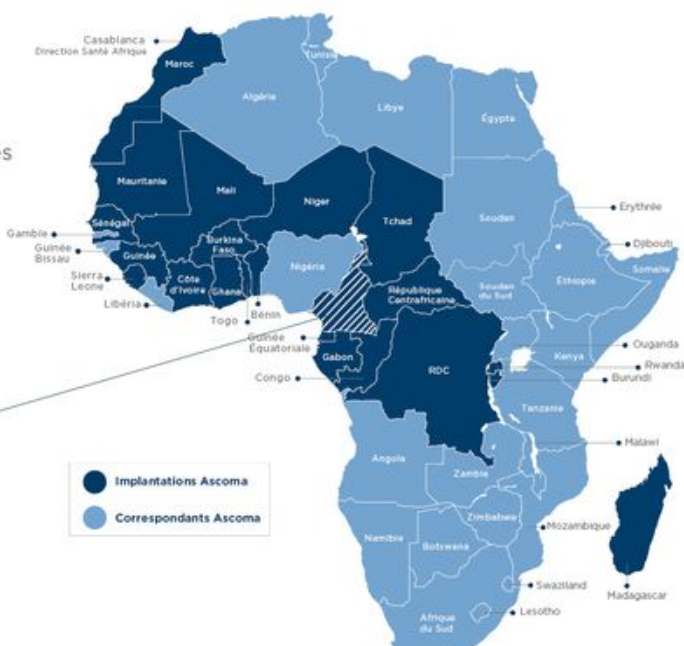 Casablanca
Direction Santé Afrique
Maroc
Tunisie
Algérie
Libye
Égypte
es
Mauritanie
Mali
Niger
Tchad
Soudan
Erythrie
Sénégal
Gambie
Guinée
Bissau
Guinée
Burkina
Faso
Nigéria
Djibouti
Somalie
Sierra
Leone
Côte
d'Ivoire
Ghana
République
Centrafricaine
Soudan
du Sud
Éthiopie
Libéria
Togo
Bénin
Guinée
Équatoriale
Gabon
Congo
RDC
Kenya
Ouganda
Rwanda
Burundi
Tanzanie
Angola
Zambie
Malawi
Implantations Ascoma
Correspondants Ascoma
Zimbabwe
Mozambique
Namibie
Botswana
Swaziland
Madagascar
Lesotho
Afrique
du Sud